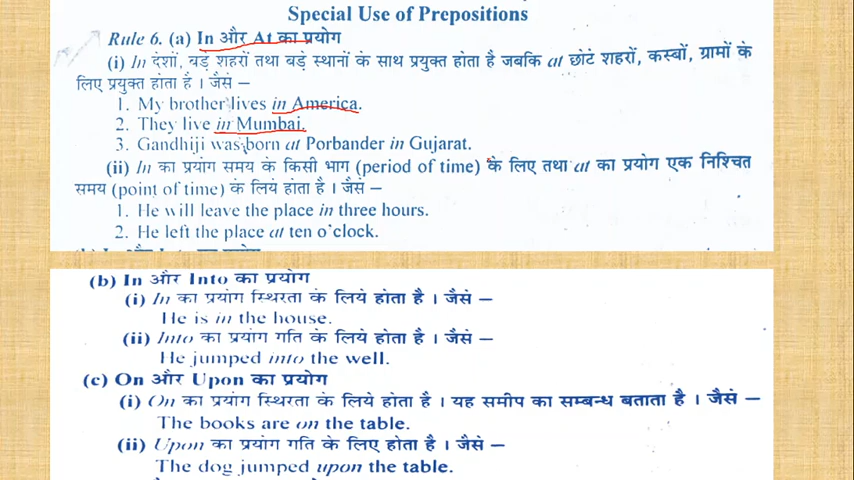 Special Use of Prepositions
Rule 6. (a) In और At का प्रयोग
(i) In देशों, बड़े शहरों तथा बड़े स्थानों के साथ प्रयुक्त होता है जबकि at छोटे शहरों, कस्बों, ग्रामों के
लिए प्रयुक्त होता है । जैसे –
1. My brother lives in America.
2. They live in Mumbai.
3. Gandhiji was born at Porbander in Gujarat.
(ii) In का प्रयोग समय के किसी भाग (period of time) के लिए तथा at का प्रयोग एक निश्चित
समय (point of time) के लिये होता है । जैसे –
1. He will leave the place in three hours.
2. He left the place at ten o’clock.
(b) In और Into का प्रयोग
(i) In का प्रयोग स्थिरता के लिये होता है । जैसे –
He is in the house.
(ii) Into का प्रयोग गति के लिये होता है । जैसे –
He jumped into the well.
(c) On और Upon का प्रयोग
(i) On का प्रयोग स्थिरता के लिये होता है । यह समीप का सम्बन्ध बताता है । जैसे –
The books are on the table.
(ii) Upon का प्रयोग गति के लिए होता है । जैसे –
The dog jumped upon the table.